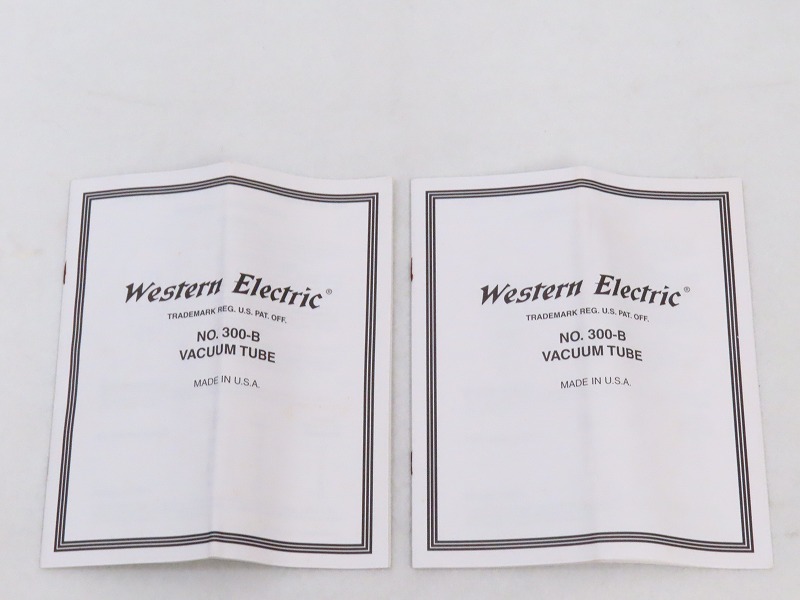 Western Electric®
TRADEMARK REG. U.S. PAT. OFF.
NO. 300-B
VACUUM TUBE
MADE IN U.S.A.
Western Electric®
TRADEMARK REG. U.S. PAT. OFF.
NO. 300-B
VACUUM TUBE
MADE IN U.S.A.